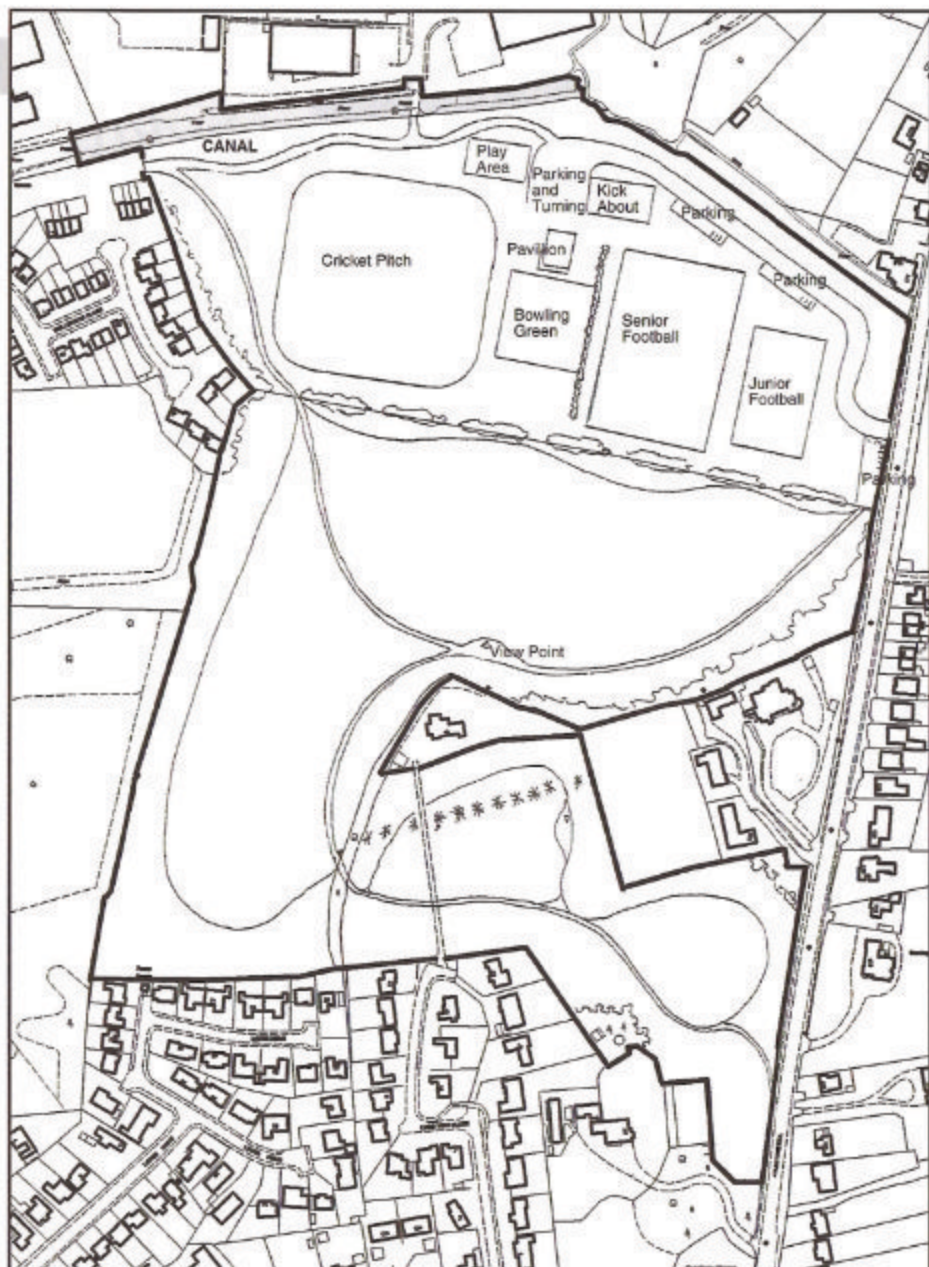 CANAL
Play
Area
Parking
and
Turning
Kick
About
Parking
Cricket Pitch
Pavillion
Parking
Bowling
Green
Senior
Football
Junior
Football
Parking
View Point